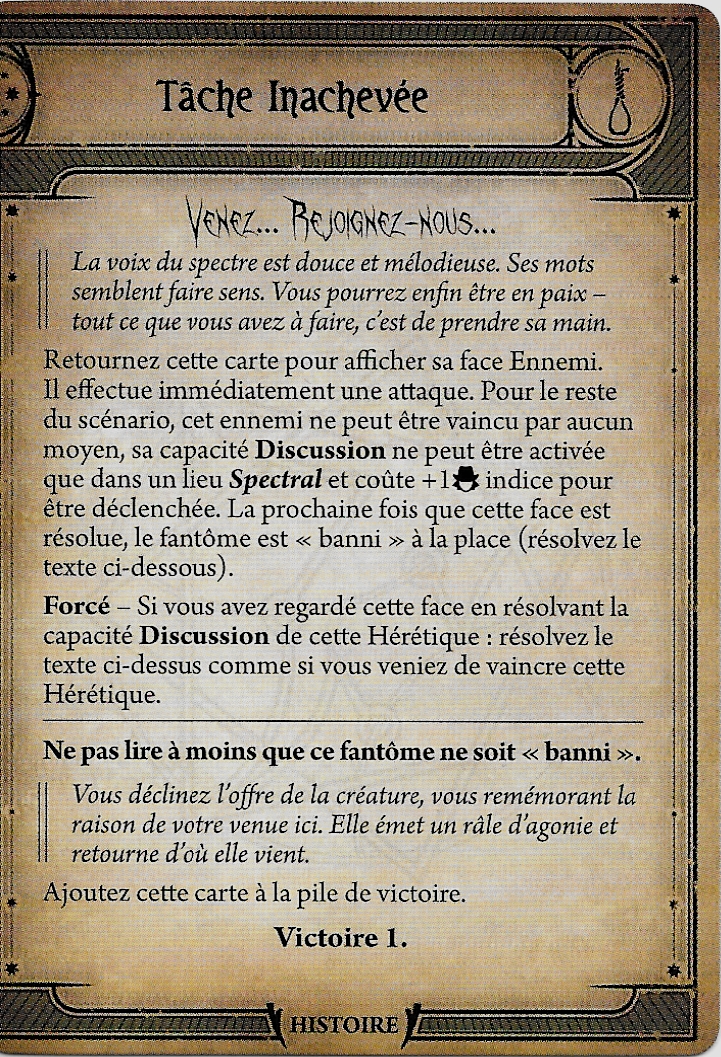 Tâche Inachevée
Venez... Rejoignez-nous...
La voix du spectre est douce et mélodieuse. Ses mots
semblent faire sens. Vous pourrez enfin être en paix –
tout ce que vous avez à faire, c'est de prendre sa main.
Retournez cette carte pour afficher sa face Ennemi.
Il effectue immédiatement une attaque. Pour le reste
du scénario, cet ennemi ne peut être vaincu par aucun
moyen, sa capacité Discussion ne peut être activée
que dans un lieu Spectral et coûte +1 indice pour
être déclenchée. La prochaine fois que cette face est
résolue, le fantôme est « banni » à la place (résolvez le
texte ci-dessous).
Forcé – Si vous avez regardé cette face en résolvant la
capacité Discussion de cette Hérétique : résolvez le
texte ci-dessus comme si vous veniez de vaincre cette
Hérétique.
Ne pas lire à moins que ce fantôme ne soit « banni ».
Vous déclinez l'offre de la créature, vous remémorant la
raison de votre venue ici. Elle émet un râle d'agonie et
retourne d'où elle vient.
Ajoutez cette carte à la pile de victoire.
Victoire 1.
HISTOIRE